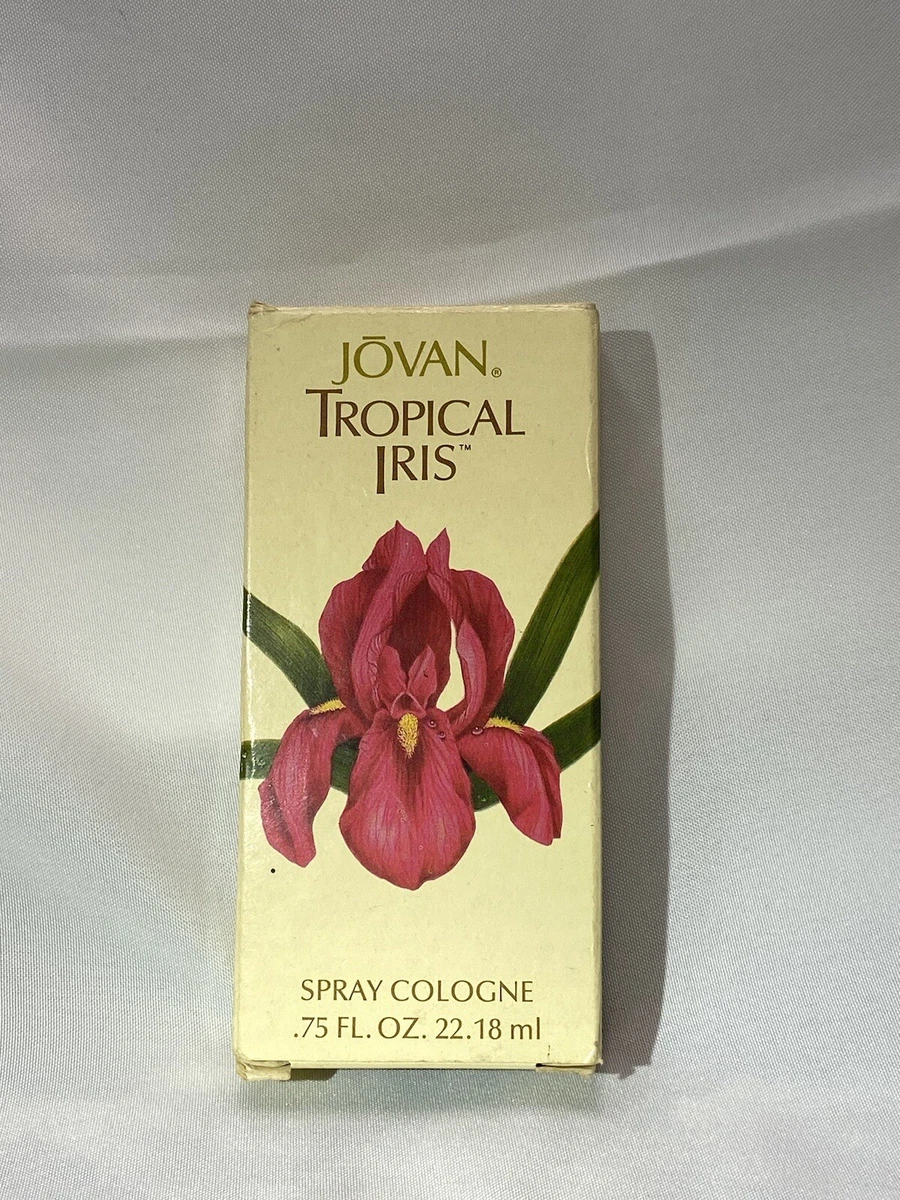 JŌVAN®
TROPICAL
IRIS™
SPRAY COLOGNE
.75 FL. OZ. 22.18 ml